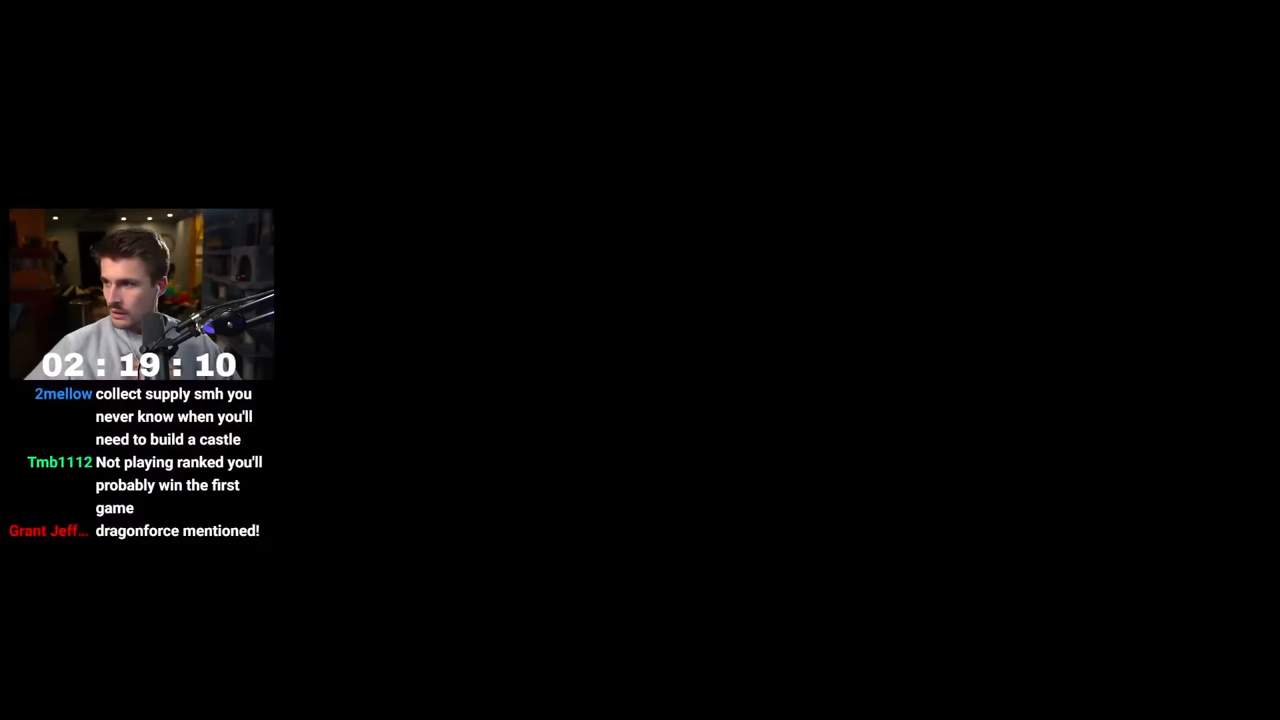 02 : 19 : 10
2mellow collect supply smh you
never know when you'll
need to build a castle
Tmb1112 Not playing ranked you'll
probably win the first
game
Grant Jeff... dragonforce mentioned!